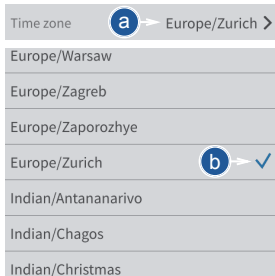 Time zone a Europe/Zurich
Europe/Warsaw
Europe/Zagreb
Europe/Zaporozhye
Europe/Zurich b
Indian/Antananarivo
Indian/Chagos
Indian/Christmas